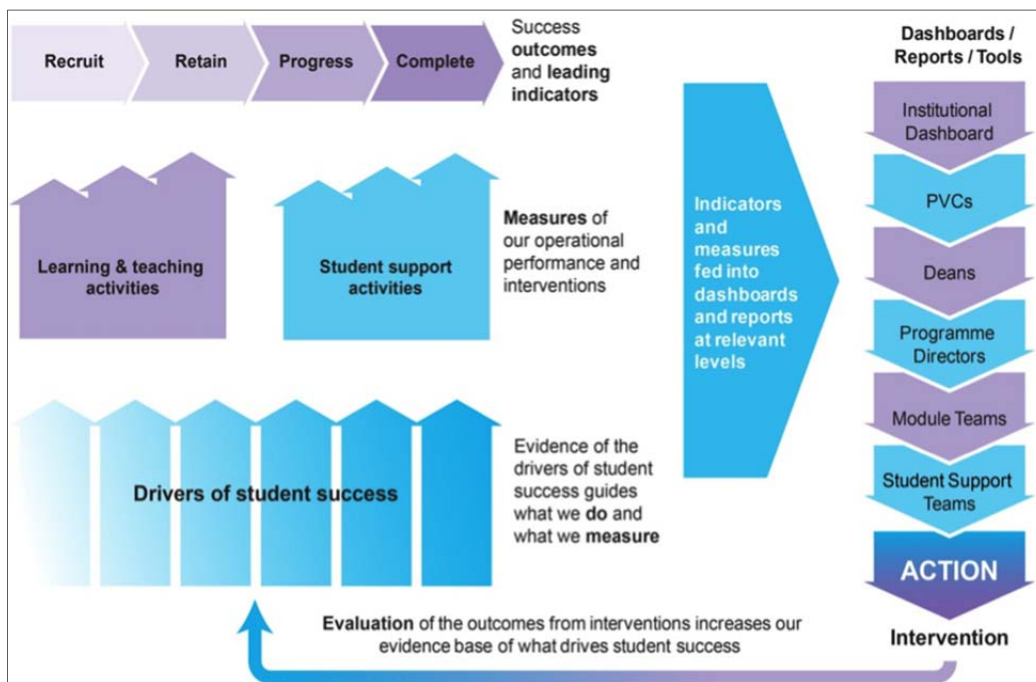 Recruit
Retain
Progress
Complete
Success
outcomes
and leading
indicators
Learning & teaching
activities
Student support
activities
Measures of
our operational
performance and
interventions
Drivers of student success
Evidence of the
drivers of student
success guides
what we do and
what we measure
Indicators
and
measures
fed into
dashboards
and reports
at relevant
levels
Dashboards /
Reports / Tools
Institutional
Dashboard
PVCs
Deans
Programme
Directors
Module Teams
Student Support
Teams
ACTION
Intervention
Evaluation of the outcomes from interventions increases our
evidence base of what drives student success